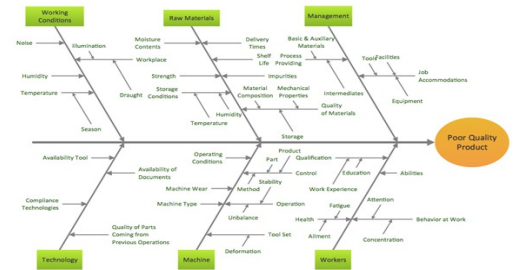 Working
Conditions
Raw Materials
Management
Noise
Illumination
Workplace
Humidity
Temperature
Draught
Season
Moisture
Contents
Delivery
Times
Shelf
Life
Strength
Impurities
Storage
Conditions
Humidity
Temperature
Material
Composition
Mechanical
Properties
Quality
of Materials
Storage
Basic & Auxiliary
Materials
Process
Providing
Intermediates
Tools
Facilities
Job
Accommodations
Equipment
Poor Quality
Product
Availability Tool
Availability of
Documents
Compliance
Technologies
Quality of Parts
Coming from
Previous Operations
Operating
Conditions
Product
Part
Control
Method
Stability
Machine Wear
Machine Type
Operation
Unbalance
Tool Set
Deformation
Qualification
Education
Work Experience
Abilities
Attention
Fatigue
Health
Behavior at Work
Ailment
Concentration
Technology
Machine
Workers